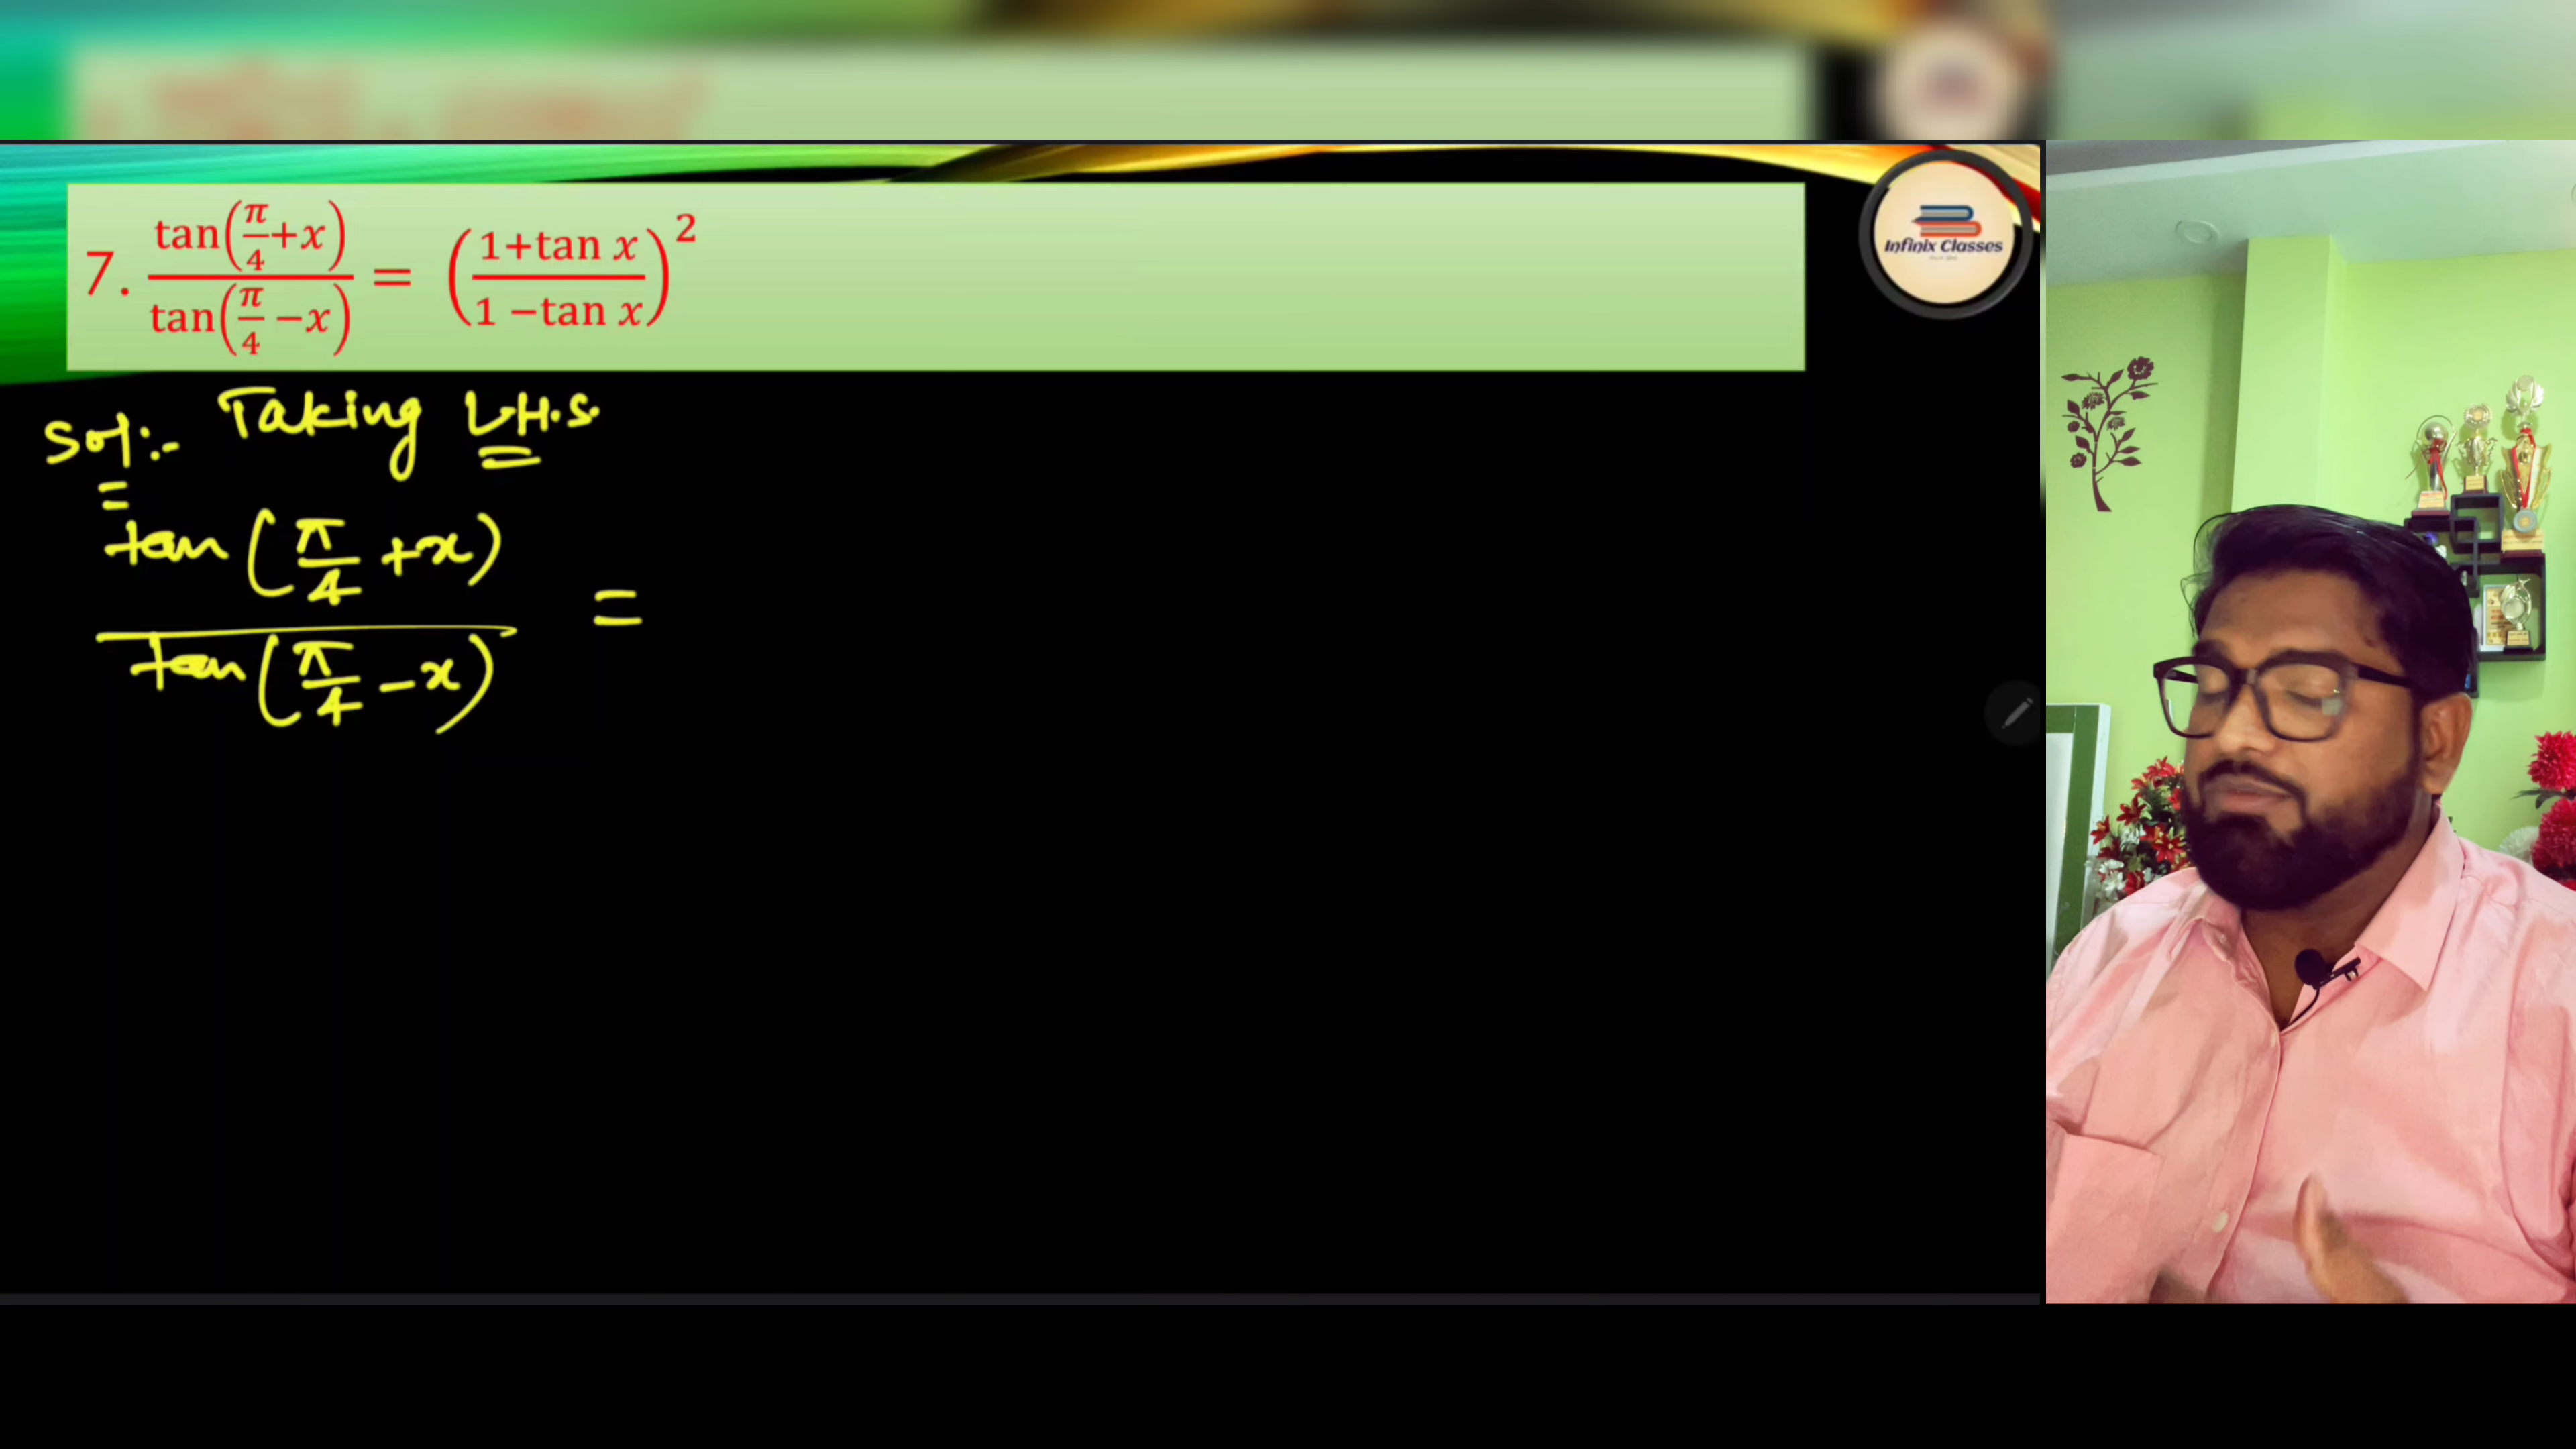 7. tan(π/4+x)/tan(π/4−x) = ((1+tan x)/(1−tan x))²
Infinix Classes
Sol:- Taking L.H.S.
tan(π/4+x)/tan(π/4−x) =